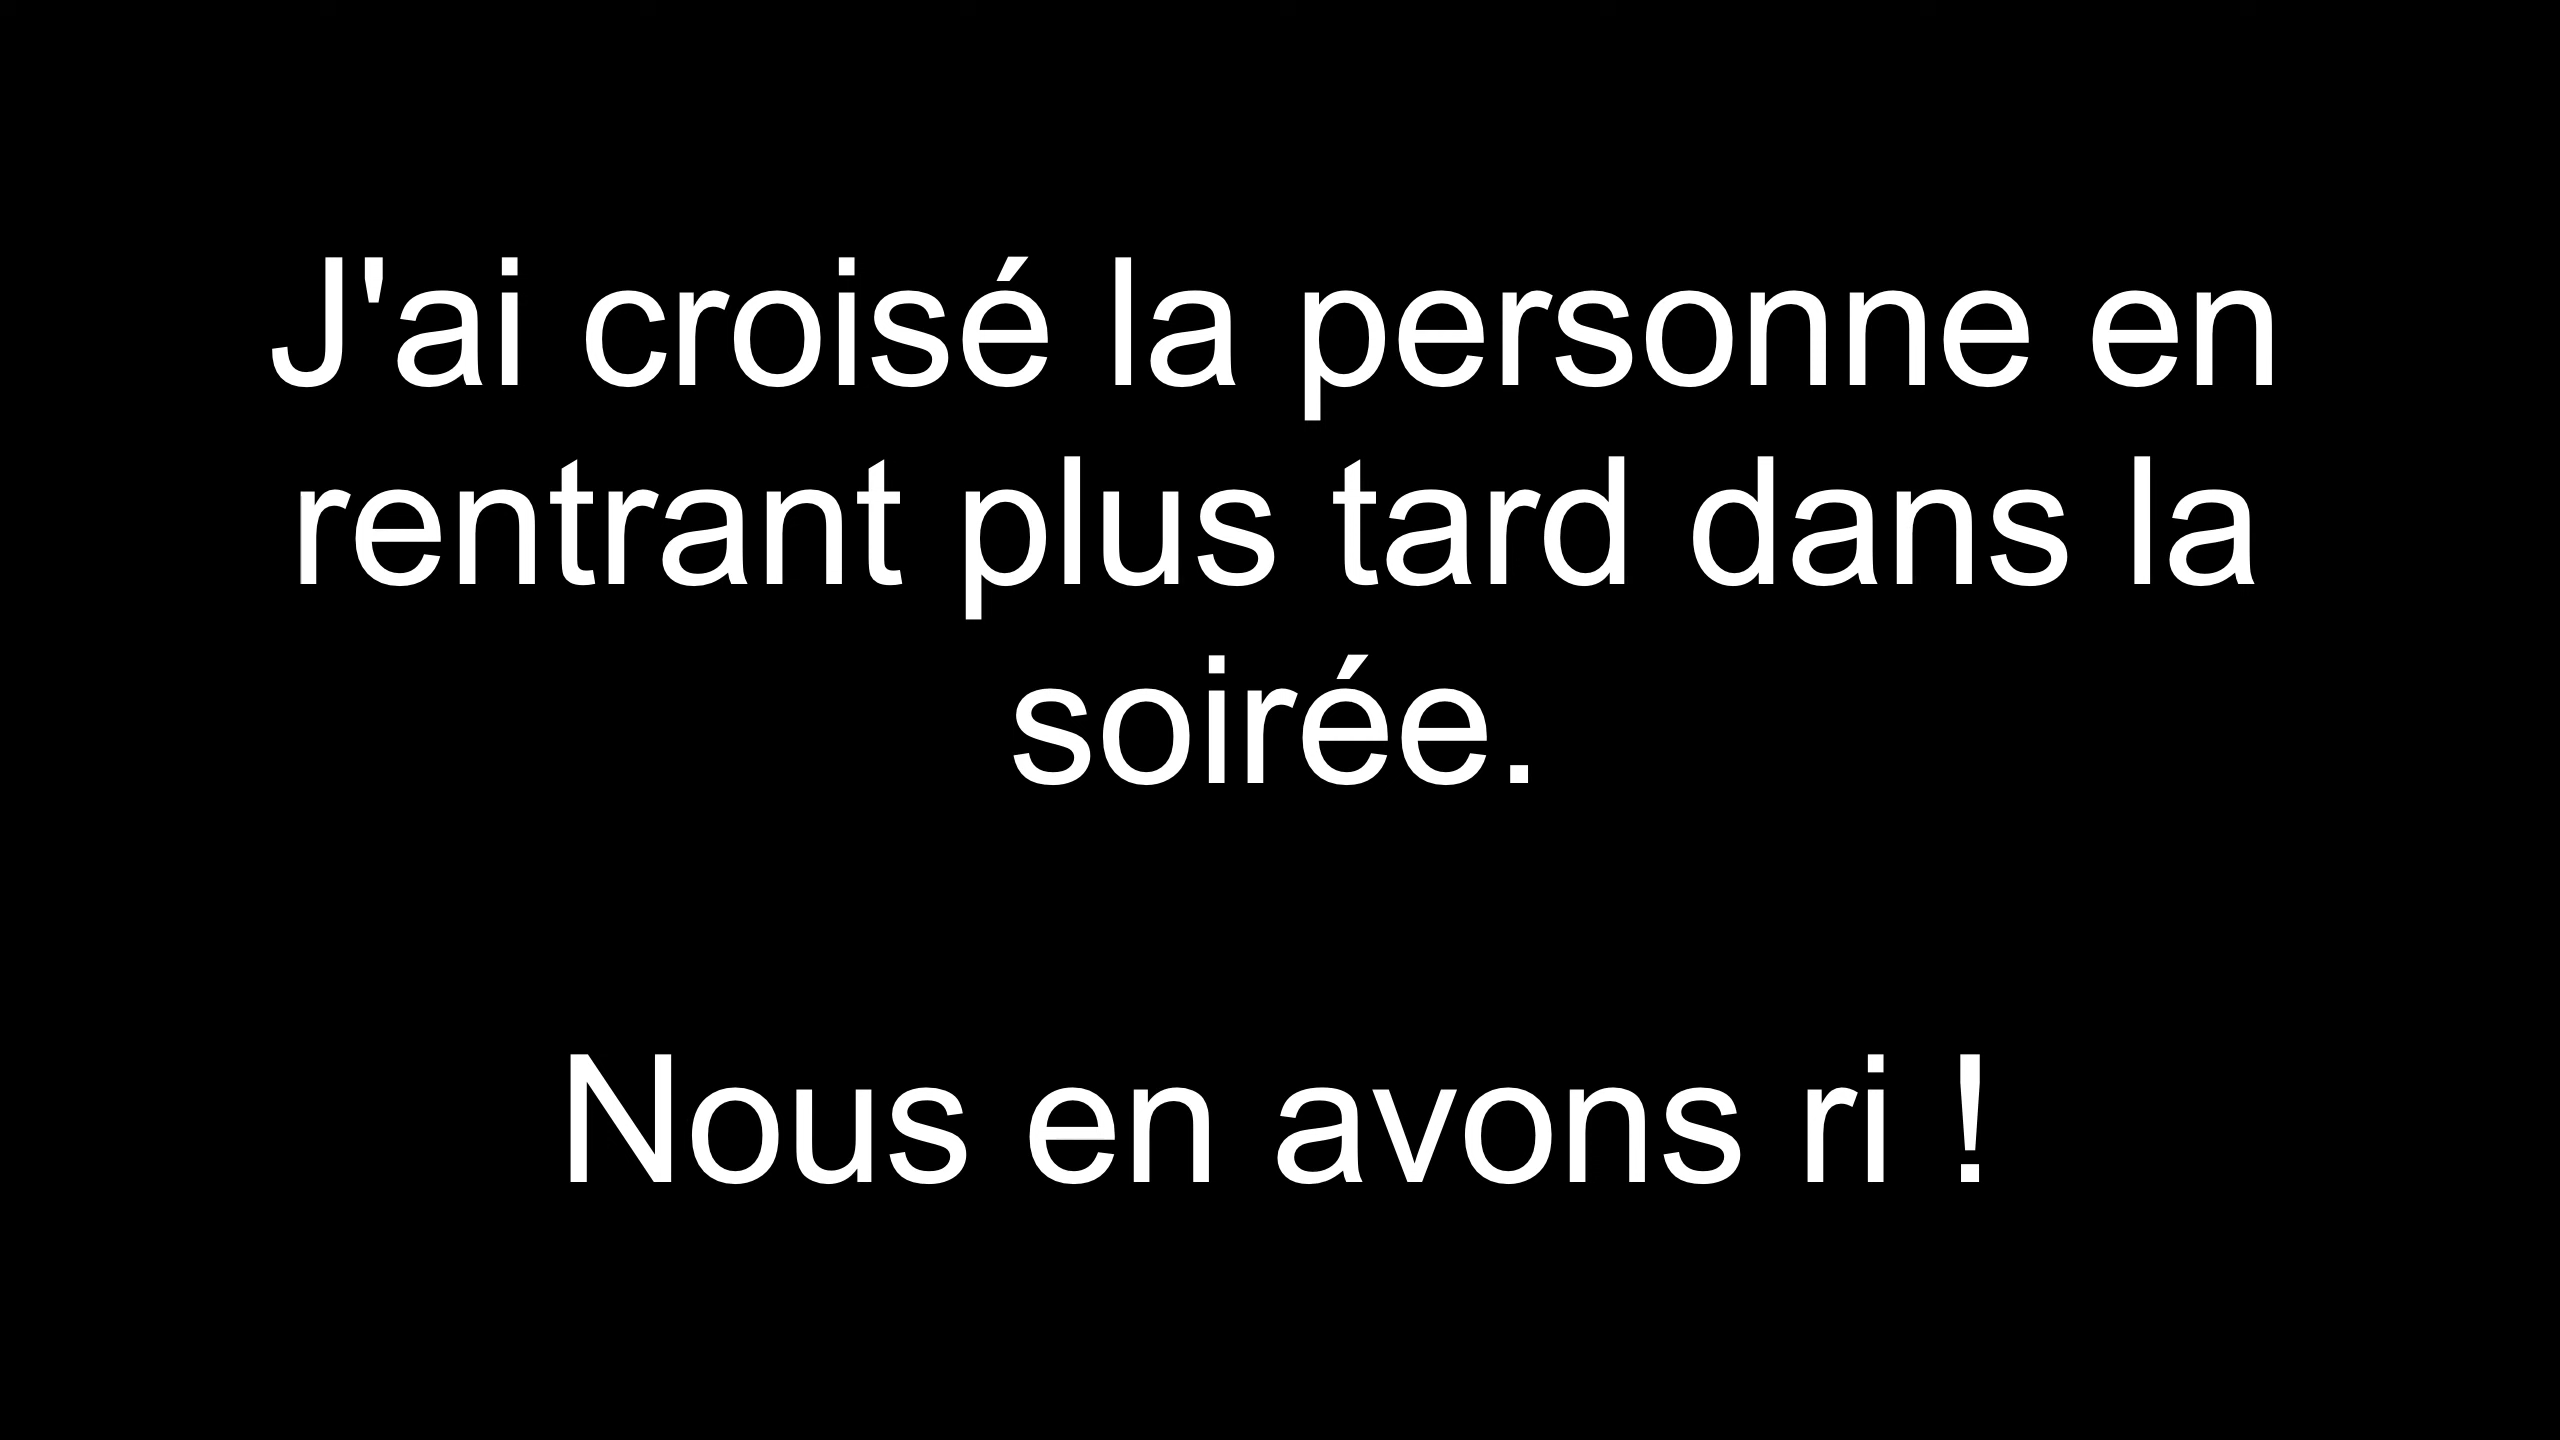 J'ai croisé la personne en
rentrant plus tard dans la
soirée.
Nous en avons ri !